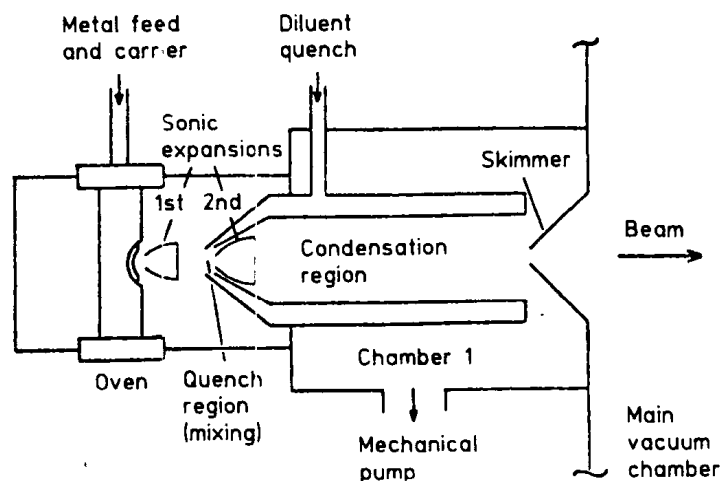 Metal feed
and carrier
Diluent
quench
Sonic
expansions
1st
2nd
Skimmer
Condensation
region
Beam
Oven
Quench
region
(mixing)
Chamber 1
Mechanical
pump
Main
vacuum
chamber